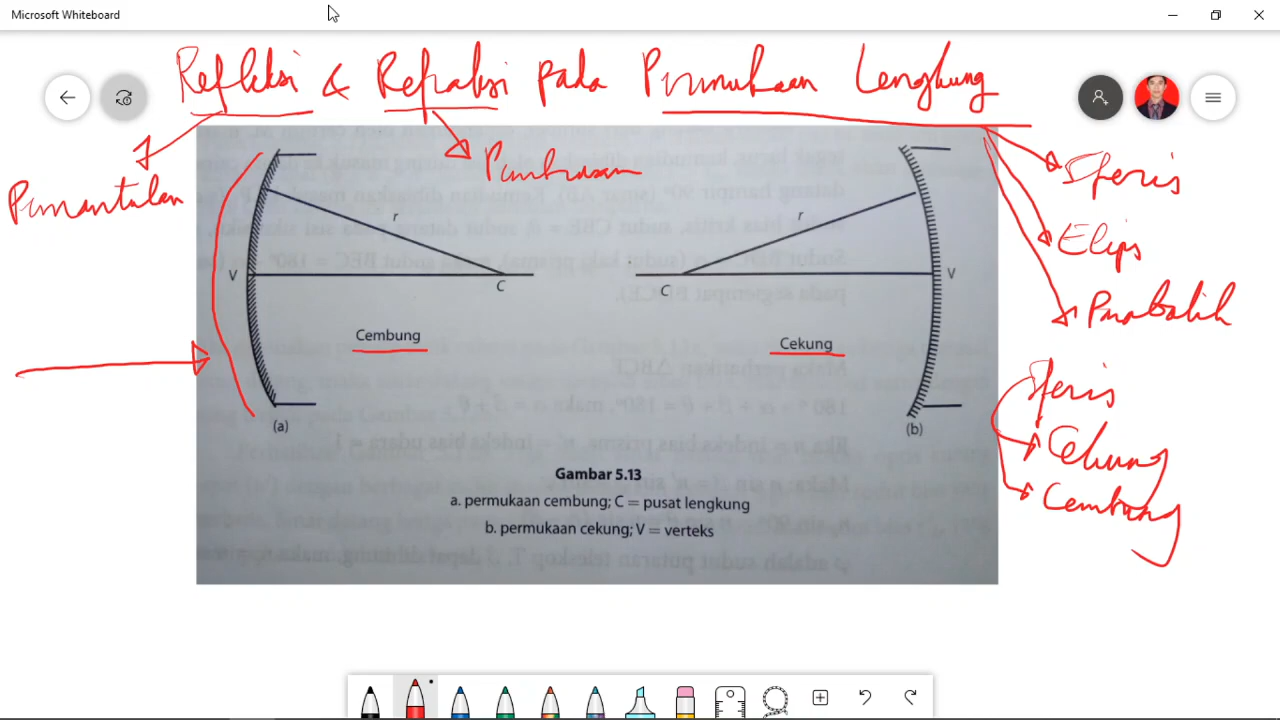 Microsoft Whiteboard
Refleksi & Refraksi pada Permukaan Lengkung
Pemantulan
Pembiasan
Sferis
Elips
Parabolik
Sferis
Cekung
Cembung
r
V
C
Cembung
(a)
r
C
V
Cekung
(b)
Gambar 5.13
a. permukaan cembung; C = pusat lengkung
b. permukaan cekung; V = verteks